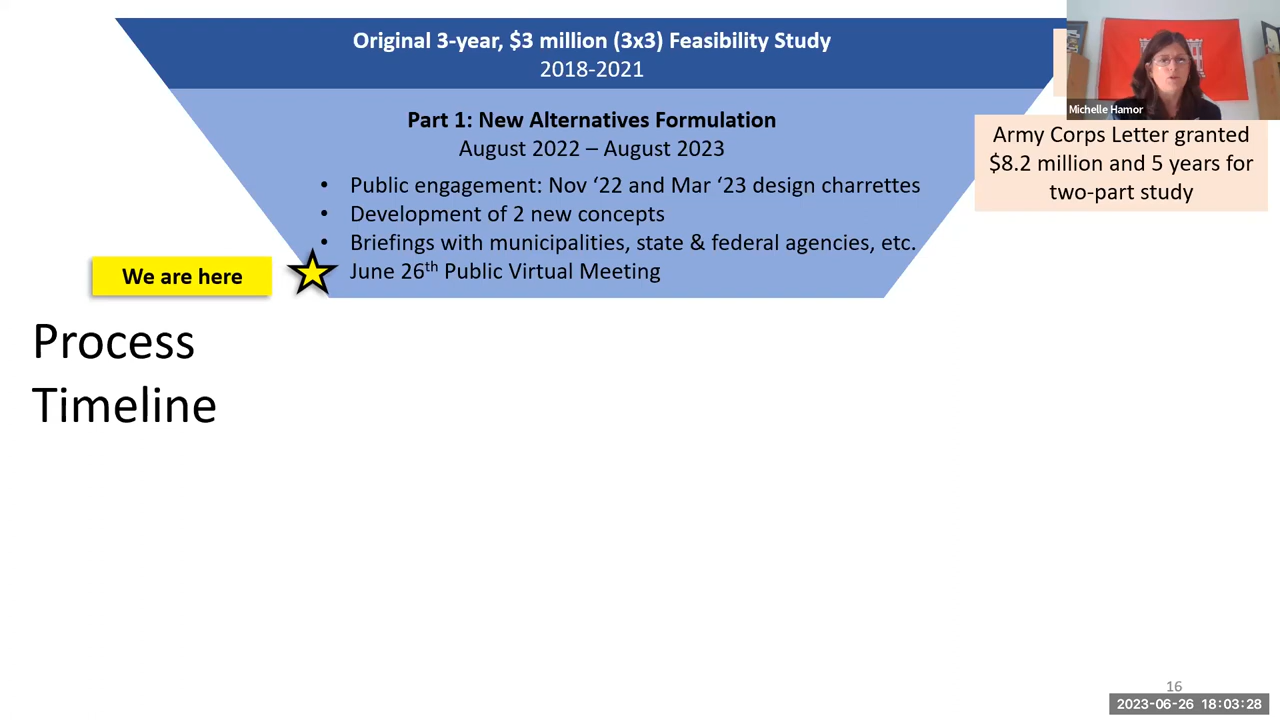 Original 3-year, $3 million (3x3) Feasibility Study
2018-2021
Michelle Hamor
Part 1: New Alternatives Formulation
August 2022 – August 2023
• Public engagement: Nov ‘22 and Mar ‘23 design charrettes
• Development of 2 new concepts
• Briefings with municipalities, state & federal agencies, etc.
June 26th Public Virtual Meeting
Army Corps Letter granted
$8.2 million and 5 years for
two-part study
We are here
Process
Timeline
16
2023-06-26 18:03:28